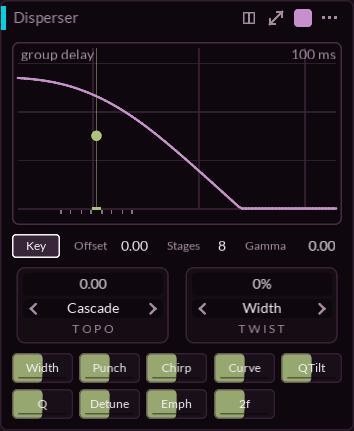 Disperser
group delay 100 ms
Key Offset 0.00 Stages 8 Gamma 0.00
0.00 0%
Cascade Width
TOPO TWIST
Width Punch Chirp Curve QTilt
Q Detune Emph 2f